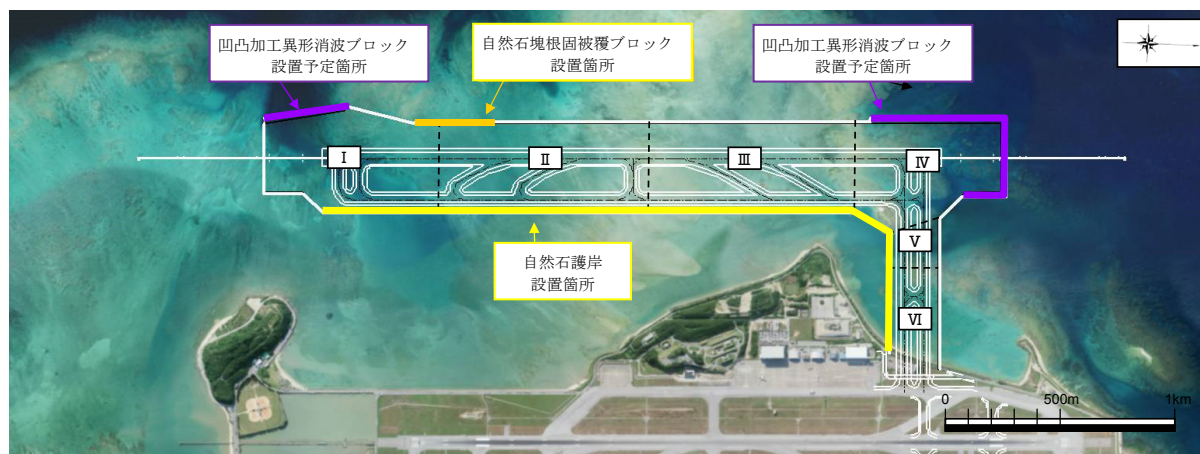 凹凸加工異形消波ブロック
設置予定箇所
自然石塊根固被覆ブロック
設置箇所
凹凸加工異形消波ブロック
設置予定箇所
Ⅰ
Ⅱ
Ⅲ
Ⅳ
自然石護岸
設置箇所
Ⅴ
Ⅵ
0
500m
1km